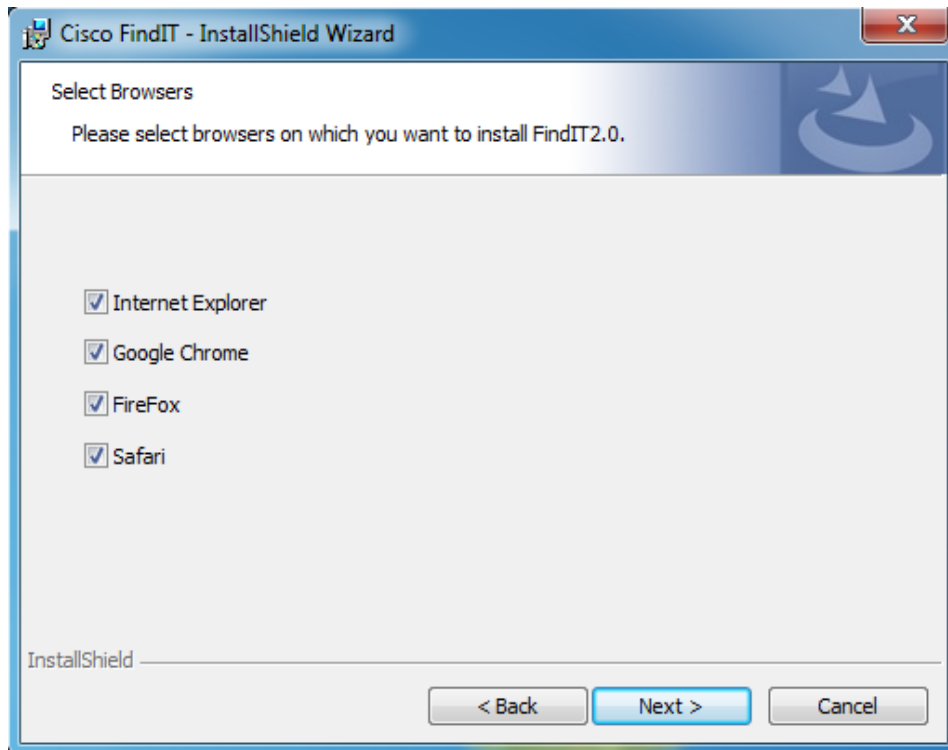 Cisco FindIT - InstallShield Wizard
Select Browsers
Please select browsers on which you want to install FindIT2.0.
Internet Explorer
Google Chrome
FireFox
Safari
InstallShield
< Back Next > Cancel